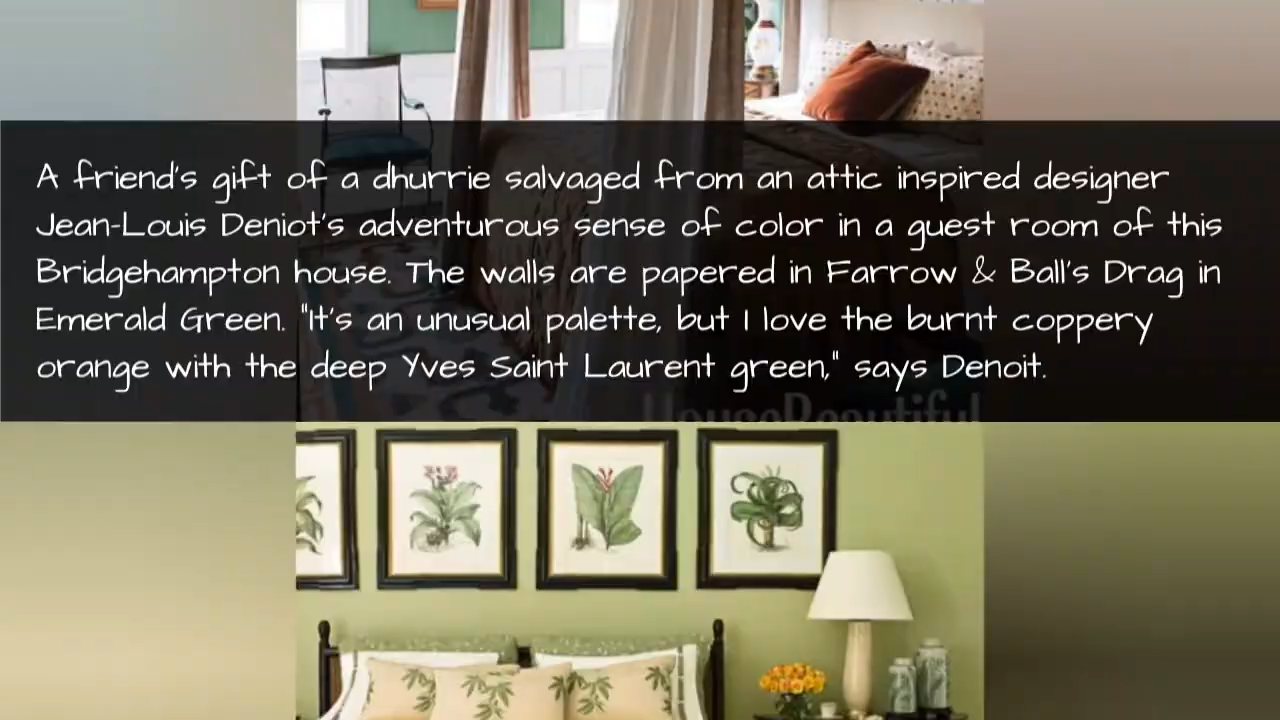 A friend's gift of a dhurrie salvaged from an attic inspired designer
Jean-Louis Deniot's adventurous sense of color in a guest room of this
Bridgehampton house. The walls are papered in Farrow & Ball's Drag in
Emerald Green. "It's an unusual palette, but I love the burnt coppery
orange with the deep Yves Saint Laurent green," says Denoit.
HouseBeautiful